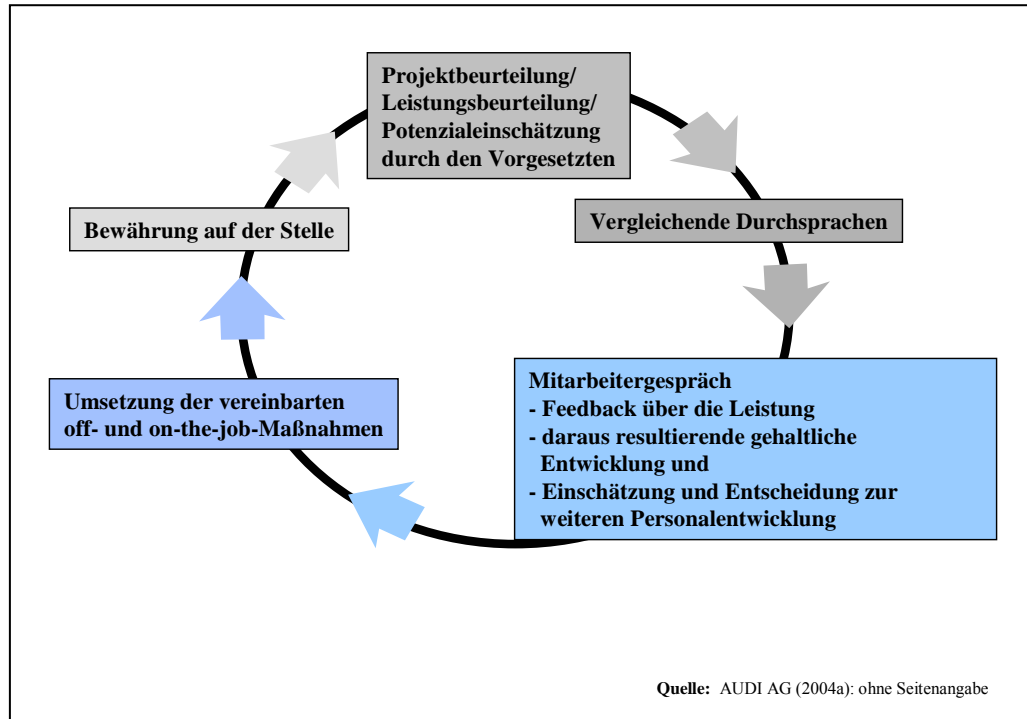 Projektbeurteilung/
Leistungsbeurteilung/
Potenzialeinschätzung
durch den Vorgesetzten
Bewährung auf der Stelle
Vergleichende Durchsprachen
Mitarbeitergespräch
- Feedback über die Leistung
- daraus resultierende gehaltliche
Entwicklung und
- Einschätzung und Entscheidung zur
weiteren Personalentwicklung
Umsetzung der vereinbarten
off- und on-the-job-Maßnahmen
Quelle: AUDI AG (2004a): ohne Seitenangabe